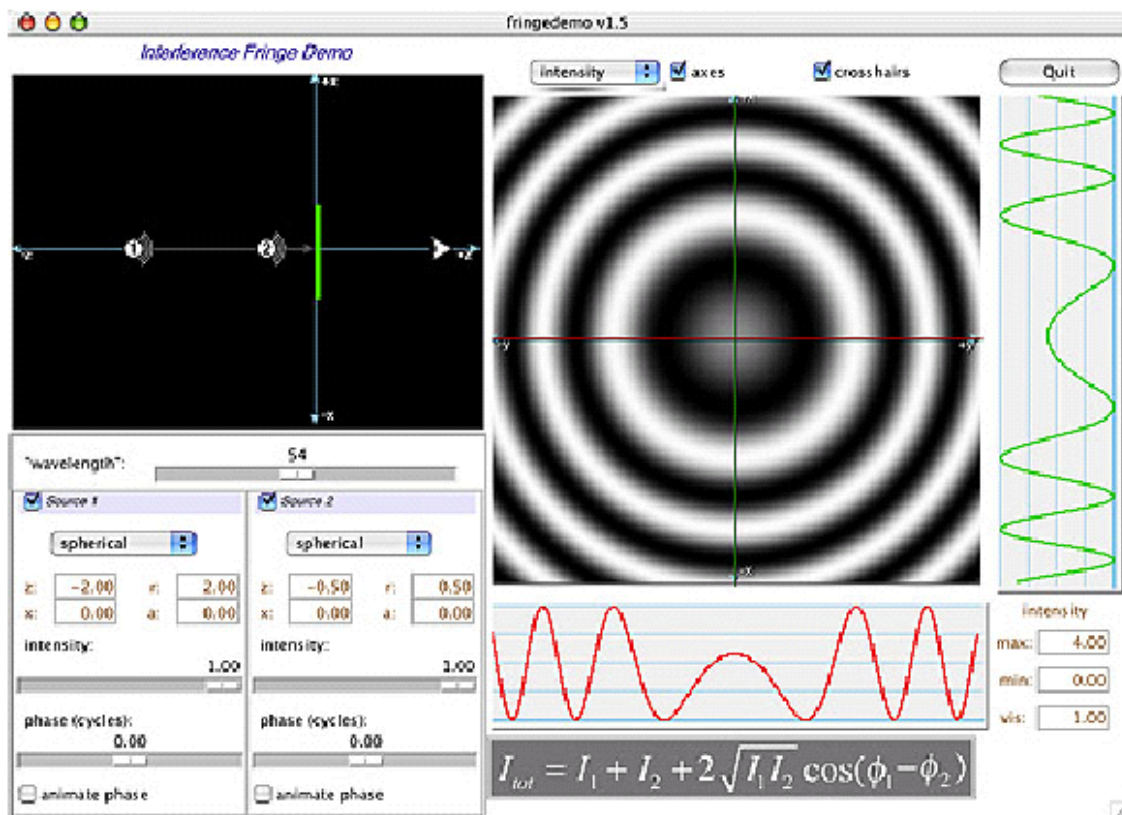 fringedemo v1.5
Interference Fringe Demo
intensity
axes
crosshairs
Quit
1
2
"wavelength":
54
Source 1
spherical
z: -2.00 r: 2.00
x: 0.00 a: 0.00
intensity:
1.00
phase (cycles):
0.00
animate phase
Source 2
spherical
z: -0.50 r: 0.50
x: 0.00 a: 0.00
intensity:
1.00
phase (cycles):
0.00
animate phase
-y
+y
intensity
max: 4.00
min: 0.00
vis: 1.00
I_tot = I_1 + I_2 + 2√(I_1 I_2) cos(ϕ_1 − ϕ_2)